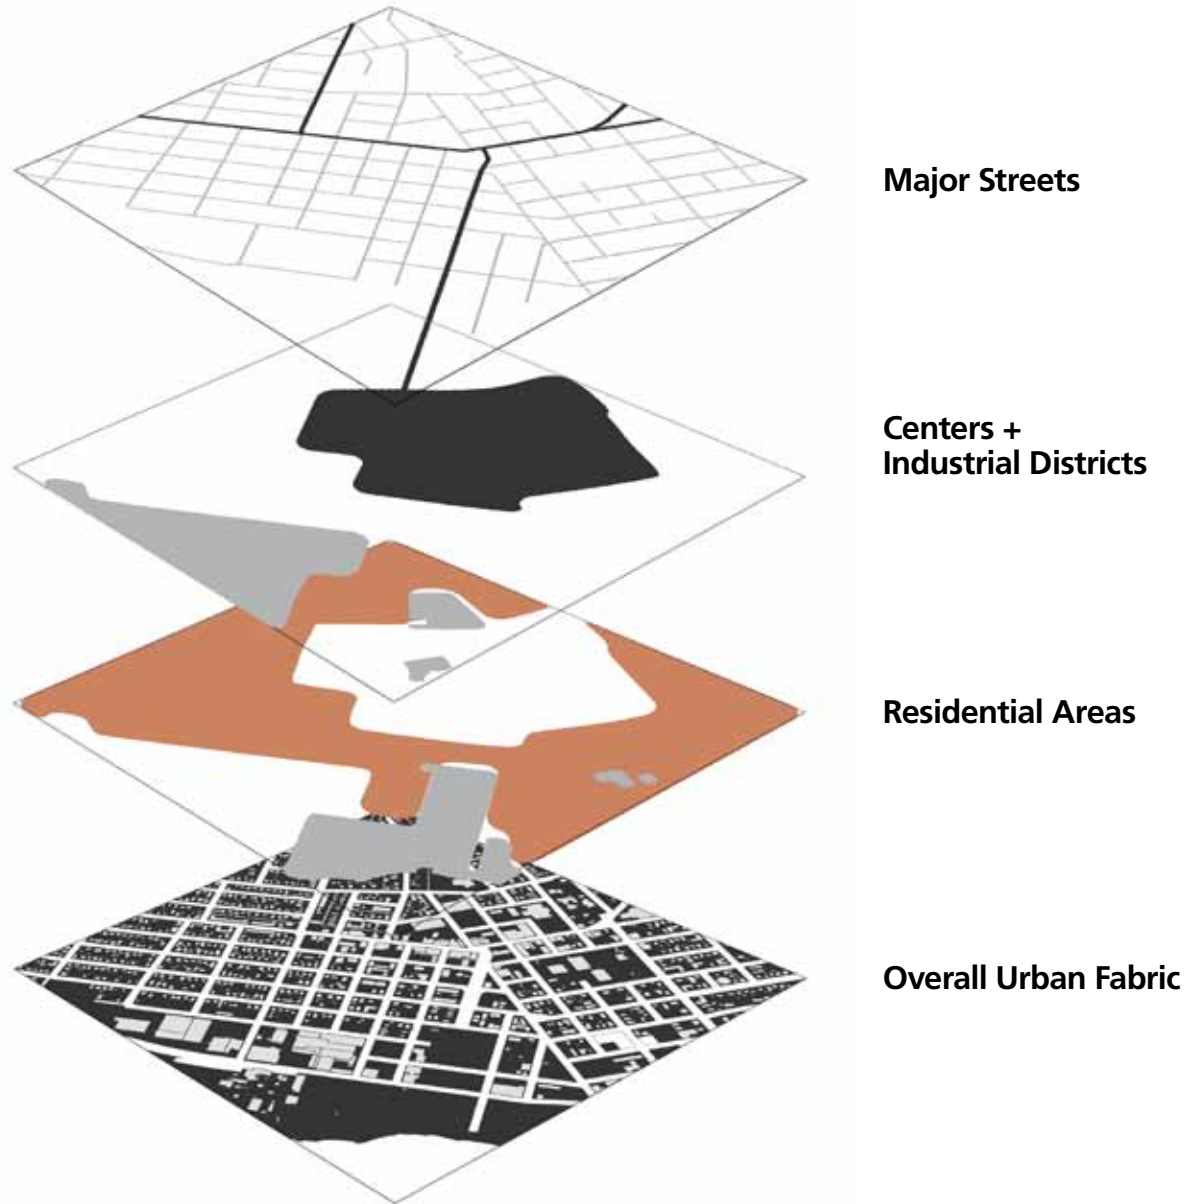 Major Streets
Centers +
Industrial Districts
Residential Areas
Overall Urban Fabric